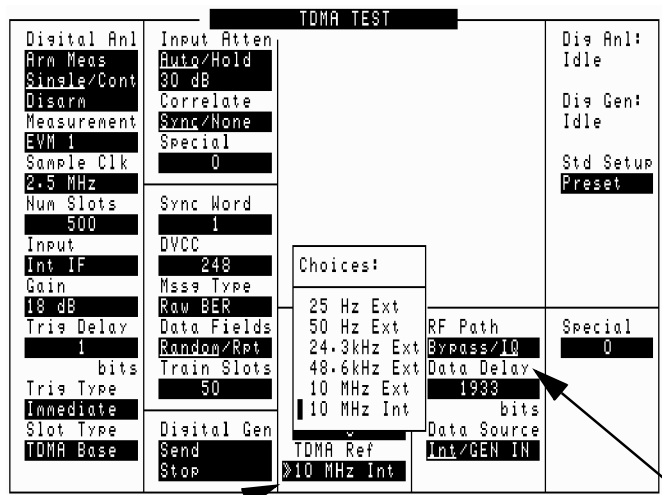 TDMA TEST
Digital Anl
Arm Meas
Single/Cont
Disarm
Measurement
EVM 1
Sample Clk
2.5 MHz
Num Slots
500
Input
Int IF
Gain
18 dB
Trig Delay
1
bits
Trig Type
Immediate
Slot Type
TDMA Base
Input Atten
Auto/Hold
30 dB
Correlate
Sync/None
Special
0
Sync Word
1
DVCC
248
Mssg Type
Raw BER
Data Fields
Random/Rpt
Train Slots
50
Digital Gen
Send
Stop
Choices:
25 Hz Ext
50 Hz Ext
24.3kHz Ext
48.6kHz Ext
10 MHz Ext
10 MHz Int
TDMA Ref
»10 MHz Int
RF Path
Bypass/IQ
Data Delay
1933
bits
Data Source
Int/GEN IN
Dig Anl:
Idle
Dig Gen:
Idle
Std Setup
Preset
Special
0